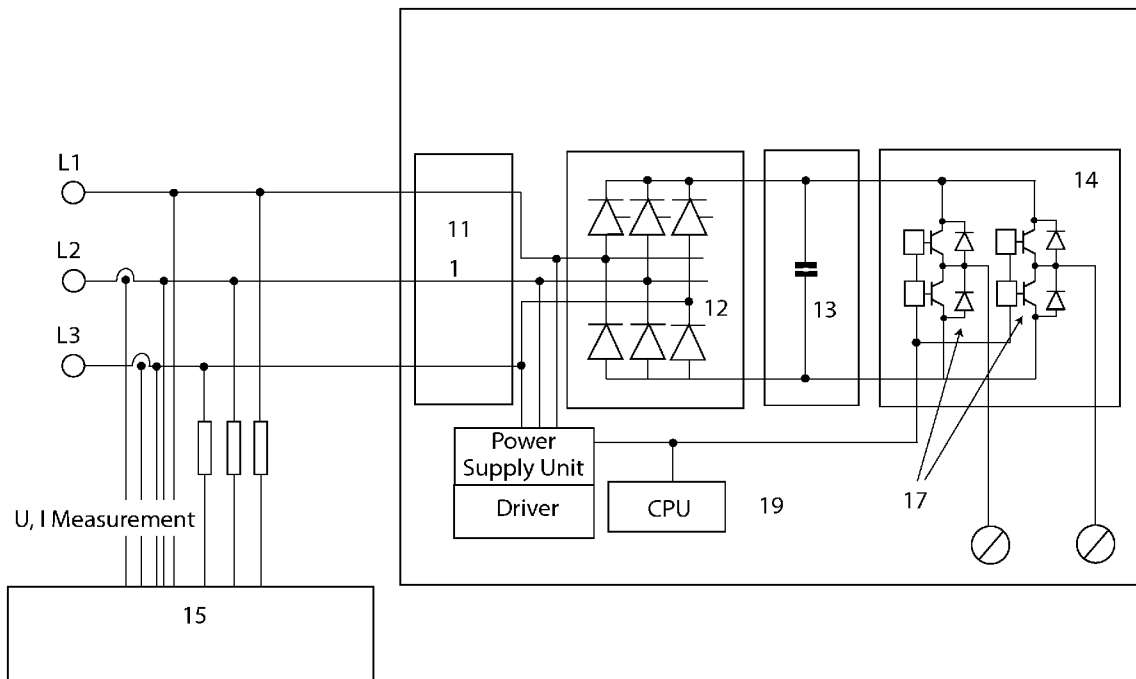 L1
L2
L3
11
1
12
13
14
Power
Supply Unit
Driver
CPU
19
17
U, I Measurement
15